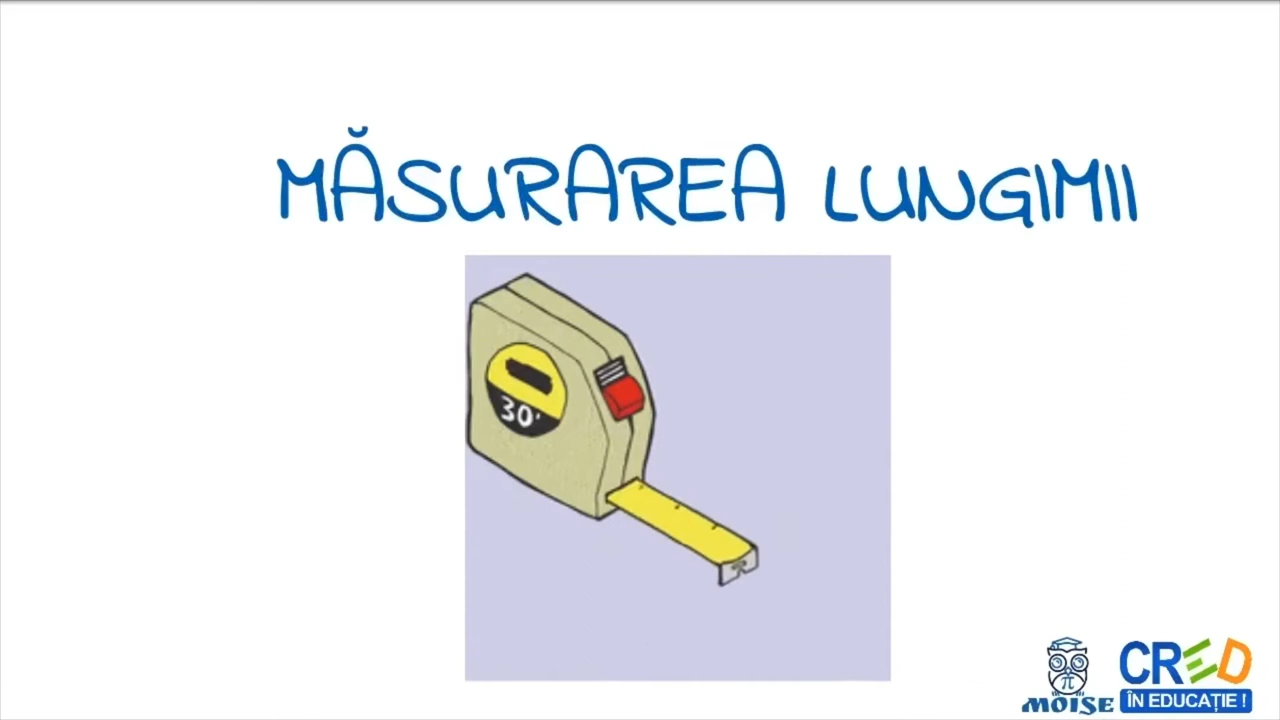 MĂSURAREA LUNGIMII
30'
π
MOISE
CRED
ÎN EDUCAȚIE !